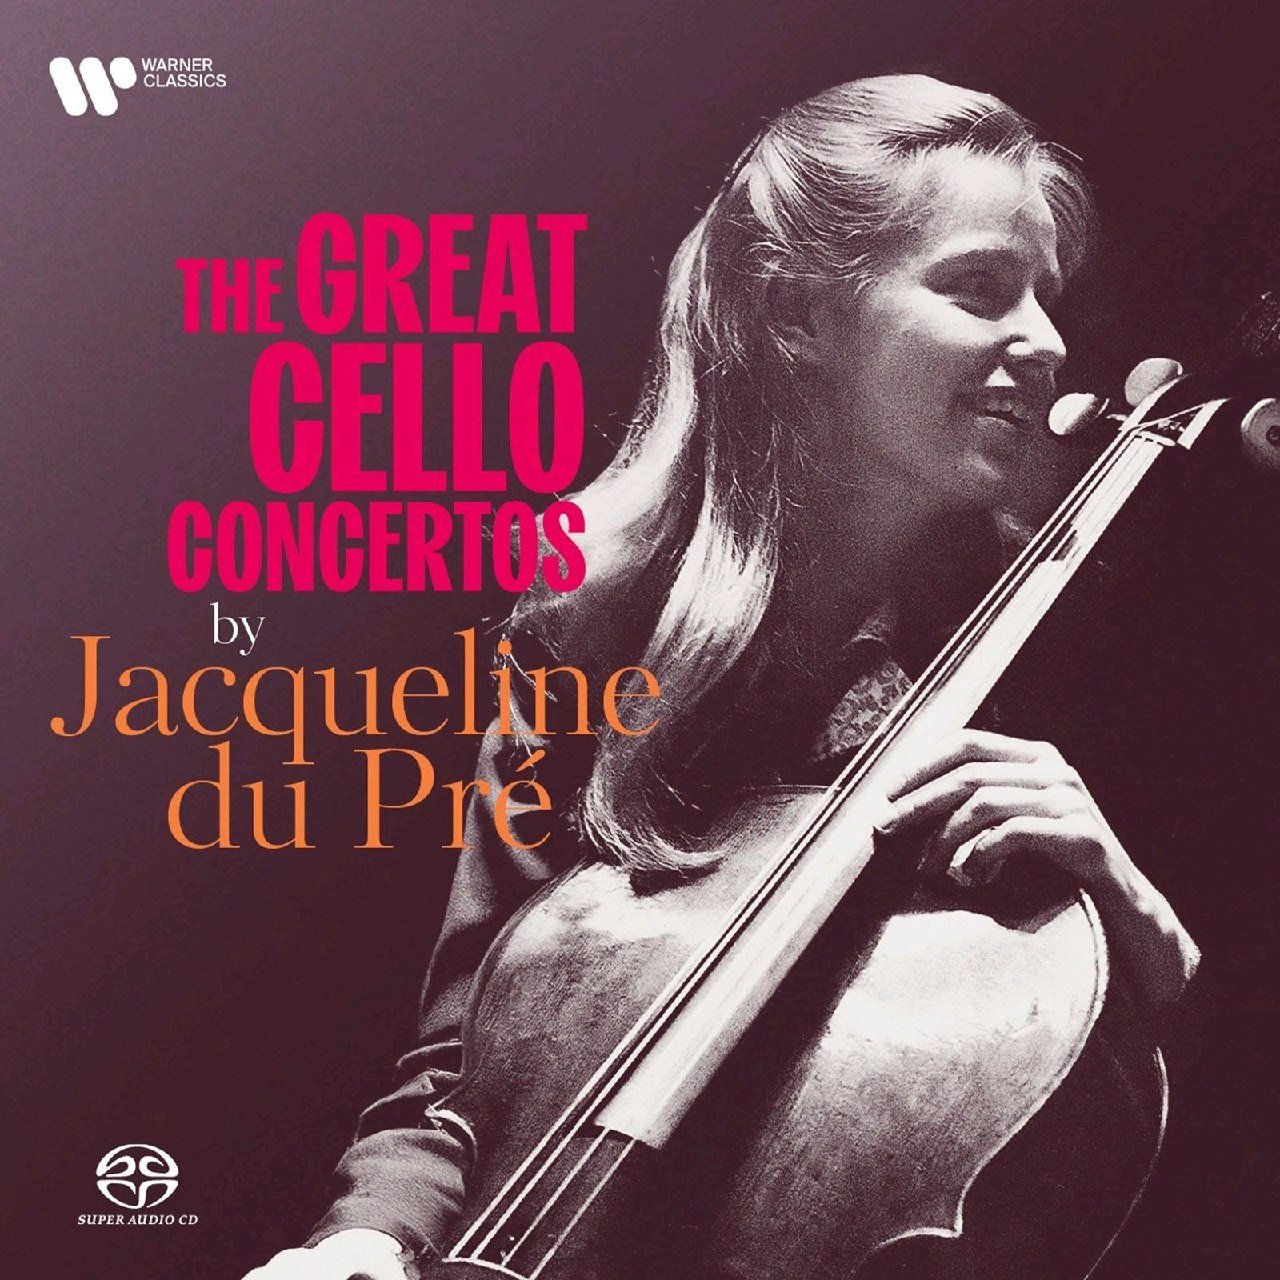 WARNER
CLASSICS
THE GREAT
CELLO
CONCERTOS
by
Jacqueline
du Pré
SUPER AUDIO CD